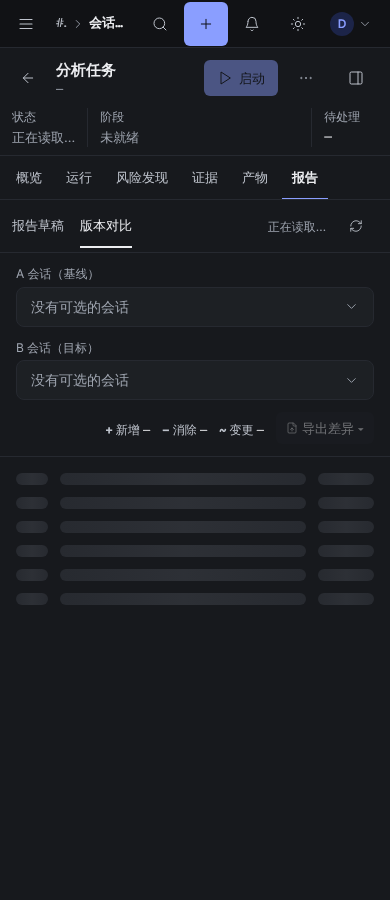 #. > 会话… D
分析任务
–
启动
状态 阶段 待处理
正在读取... 未就绪 –
概览 运行 风险发现 证据 产物 报告
报告草稿 版本对比 正在读取...
A 会话（基线）
没有可选的会话
B 会话（目标）
没有可选的会话
+ 新增 – − 消除 – ~ 变更 – 导出差异